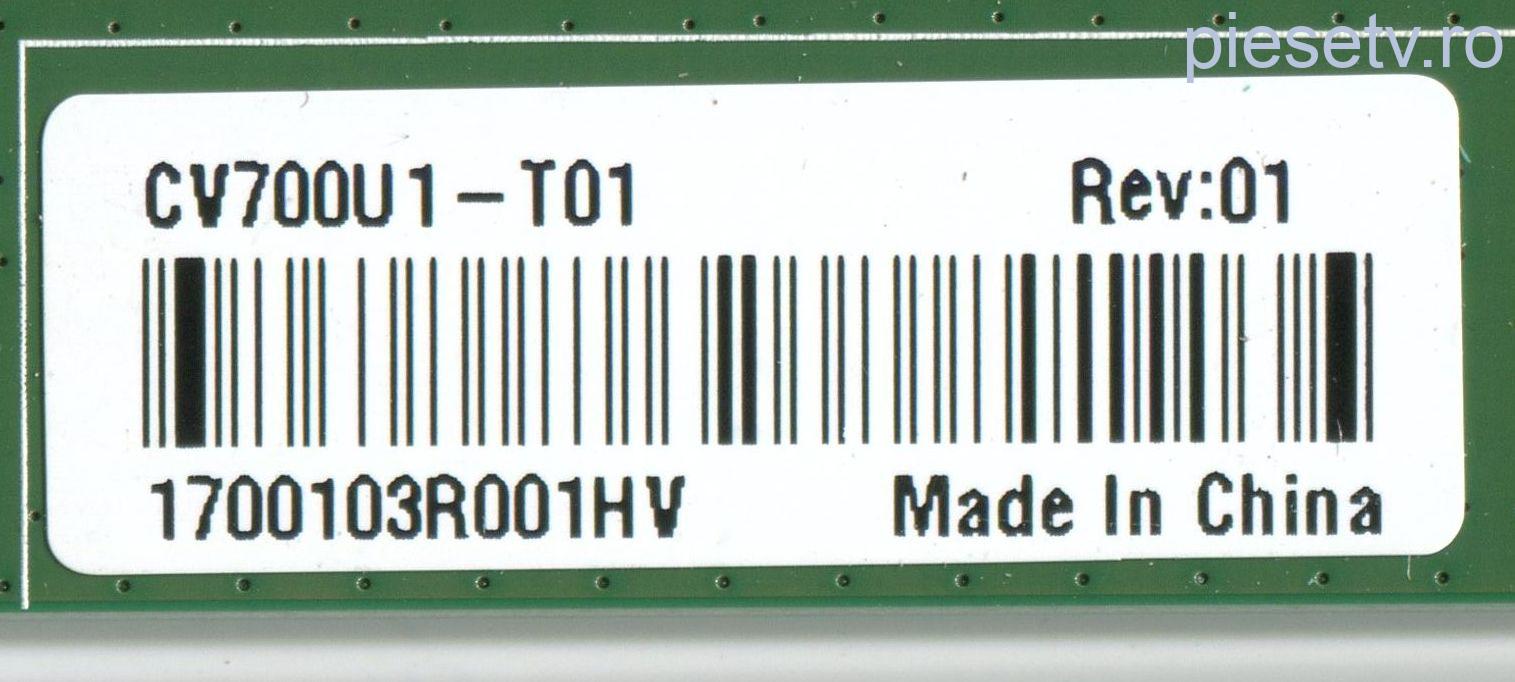 piesetv.ro
CV700U1-T01 Rev:01
1700103R001HV Made In China